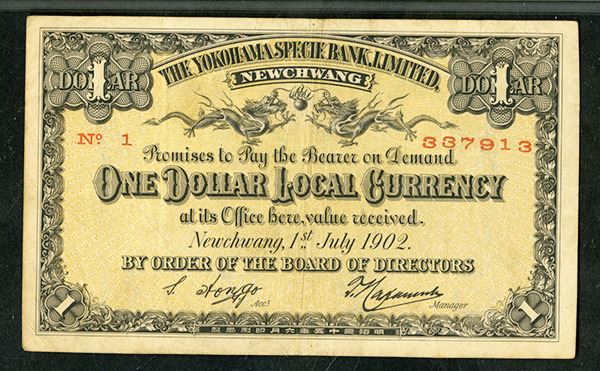 1 DOLLAR
THE YOKOHAMA SPECIE BANK, LIMITED,
1 DOLLAR
NEWCHWANG
No. 1
337913
Promises to Pay the Bearer on Demand
ONE DOLLAR LOCAL CURRENCY
at its Office here, value received.
Newchwang, 1st July 1902.
BY ORDER OF THE BOARD OF DIRECTORS
S. Hongo
Acct
Manager
1
1